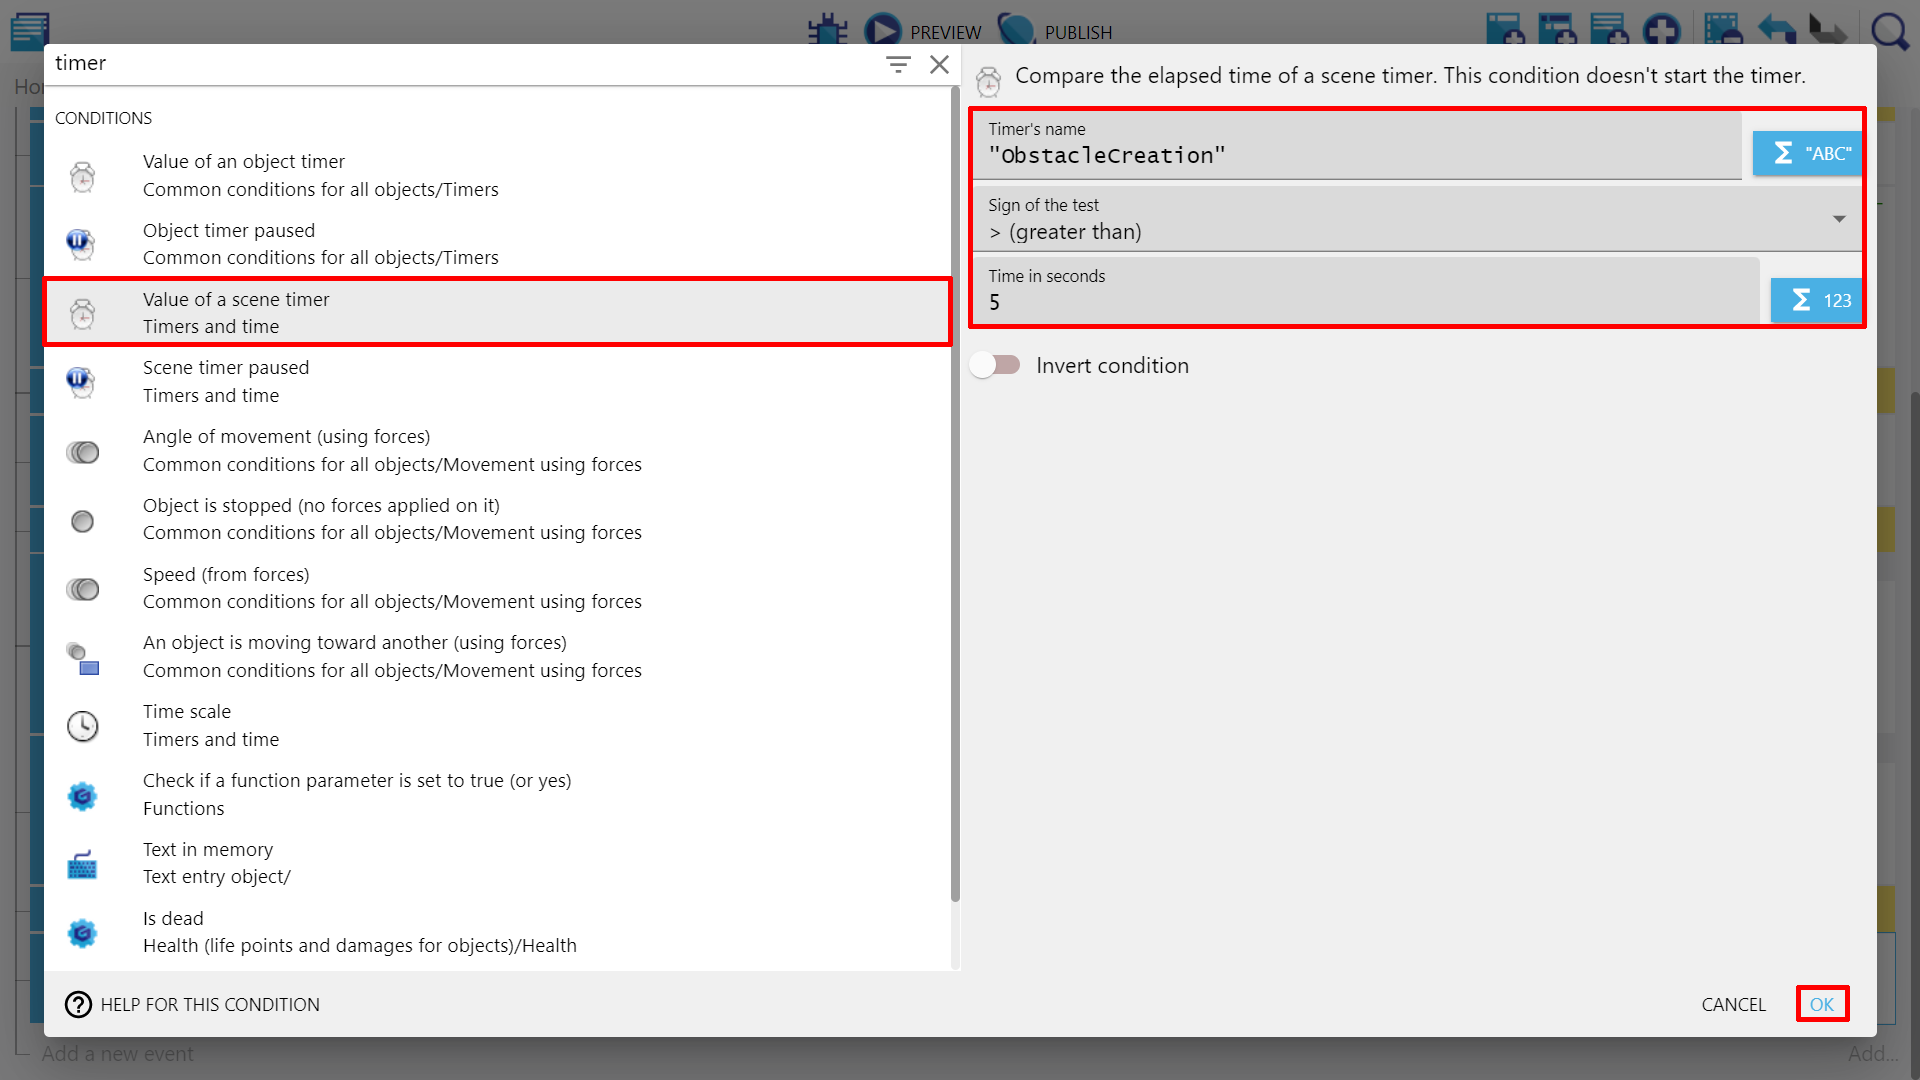 PREVIEW
PUBLISH
timer
CONDITIONS
Value of an object timer
Common conditions for all objects/Timers
Object timer paused
Common conditions for all objects/Timers
Value of a scene timer
Timers and time
Scene timer paused
Timers and time
Angle of movement (using forces)
Common conditions for all objects/Movement using forces
Object is stopped (no forces applied on it)
Common conditions for all objects/Movement using forces
Speed (from forces)
Common conditions for all objects/Movement using forces
An object is moving toward another (using forces)
Common conditions for all objects/Movement using forces
Time scale
Timers and time
Check if a function parameter is set to true (or yes)
Functions
Text in memory
Text entry object/
Is dead
Health (life points and damages for objects)/Health
HELP FOR THIS CONDITION
Compare the elapsed time of a scene timer. This condition doesn't start the timer.
Timer's name
"ObstacleCreation"
Σ "ABC"
Sign of the test
> (greater than)
Time in seconds
5
Σ 123
Invert condition
CANCEL
OK
Add a new event
Add...